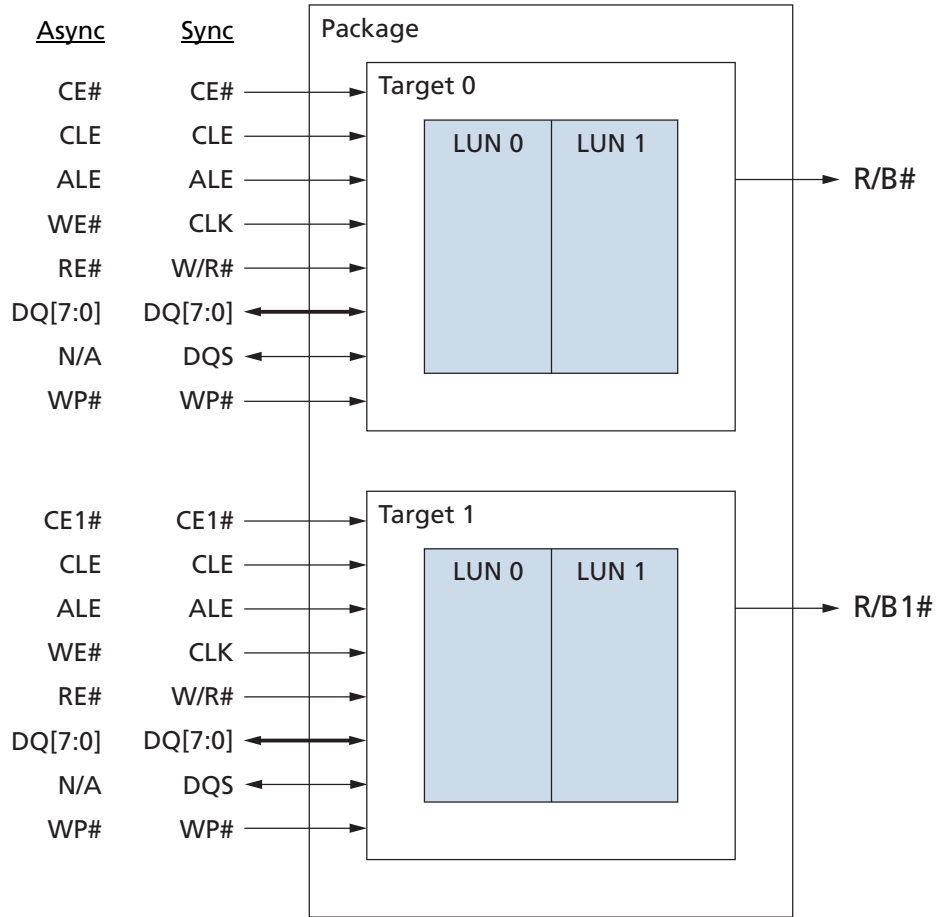 Async Sync Package
Target 0
CE# CE#
CLE CLE LUN 0 LUN 1
ALE ALE R/B#
WE# CLK
RE# W/R#
DQ[7:0] DQ[7:0]
N/A DQS
WP# WP#
Target 1
CE1# CE1#
CLE CLE LUN 0 LUN 1
ALE ALE R/B1#
WE# CLK
RE# W/R#
DQ[7:0] DQ[7:0]
N/A DQS
WP# WP#